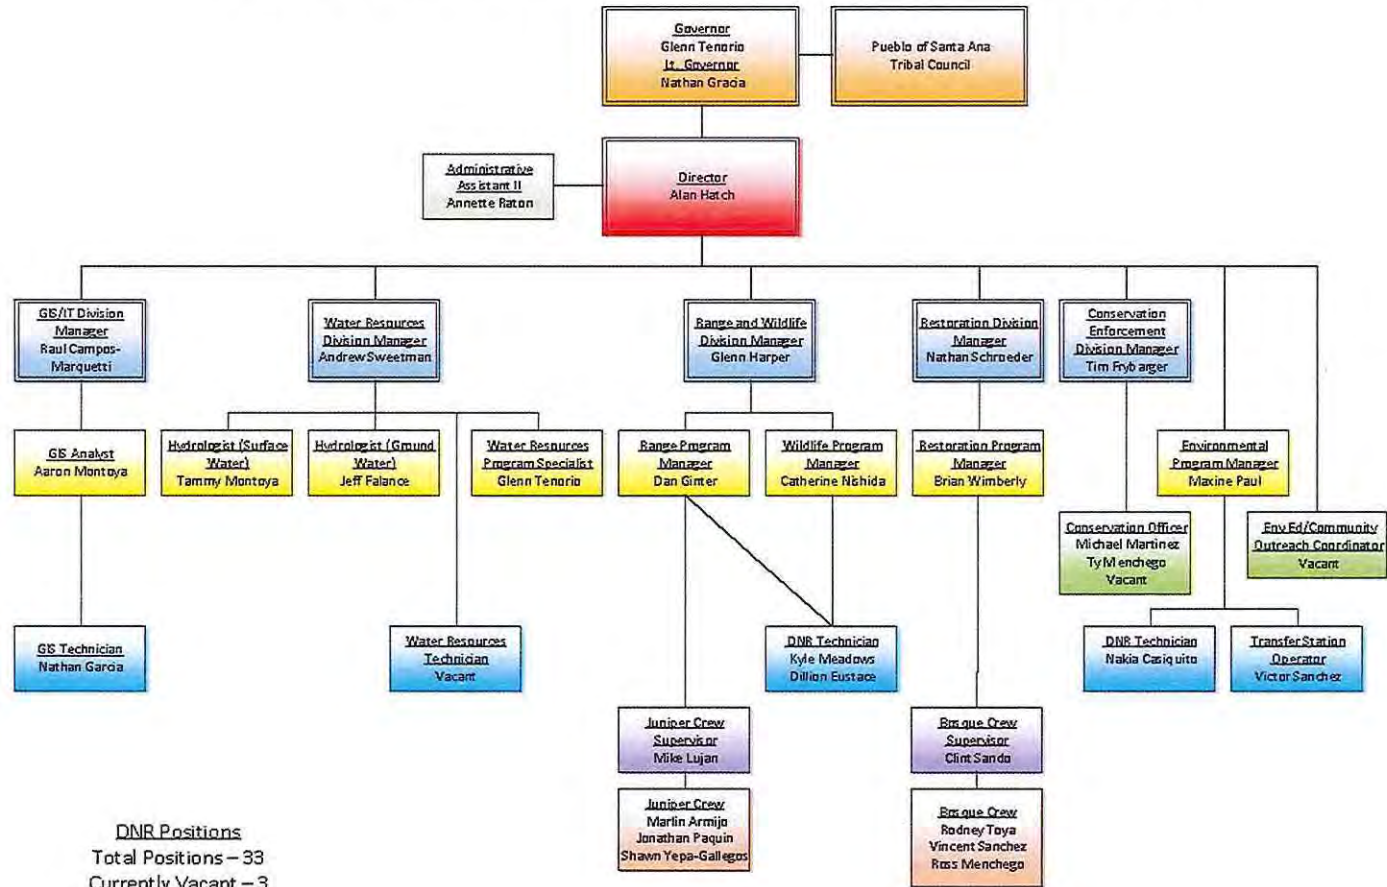 Governor
Glenn Tenorio
Lt. Governor
Nathan Gracia
Pueblo of Santa Ana
Tribal Council
Administrative
Assistant II
Annette Raton
Director
Alan Hatch
GIS/IT Division
Manager
Raul Campos-
Marquetti
Water Resources
Division Manager
Andrew Sweetman
Range and Wildlife
Division Manager
Glenn Harper
Restoration Division
Manager
Nathan Schroeder
Conservation
Enforcement
Division Manager
Tim Frybarger
GIS Analyst
Aaron Montoya
Hydrologist (Surface
Water)
Tammy Montoya
Hydrologist (Ground
Water)
Jeff Falance
Water Resources
Program Specialist
Glenn Tenorio
Range Program
Manager
Dan Ginter
Wildlife Program
Manager
Catherine Nishida
Restoration Program
Manager
Brian Wimberly
Environmental
Program Manager
Maxine Paul
Conservation Officer
Michael Martinez
Ty Menchego
Vacant
Env Ed/Community
Outreach Coordinator
Vacant
GIS Technician
Nathan Garcia
Water Resources
Technician
Vacant
DNR Technician
Kyle Meadows
Dillion Eustace
DNR Technician
Nakia Casiquito
Transfer Station
Operator
Victor Sanchez
Juniper Crew
Supervisor
Mike Lujan
Bosque Crew
Supervisor
Clint Sando
Juniper Crew
Marlin Armijo
Jonathan Paquin
Shawn Yepa-Gallegos
Bosque Crew
Rodney Toya
Vincent Sanchez
Ross Menchego
DNR Positions
Total Positions – 33
Currently Vacant – 3